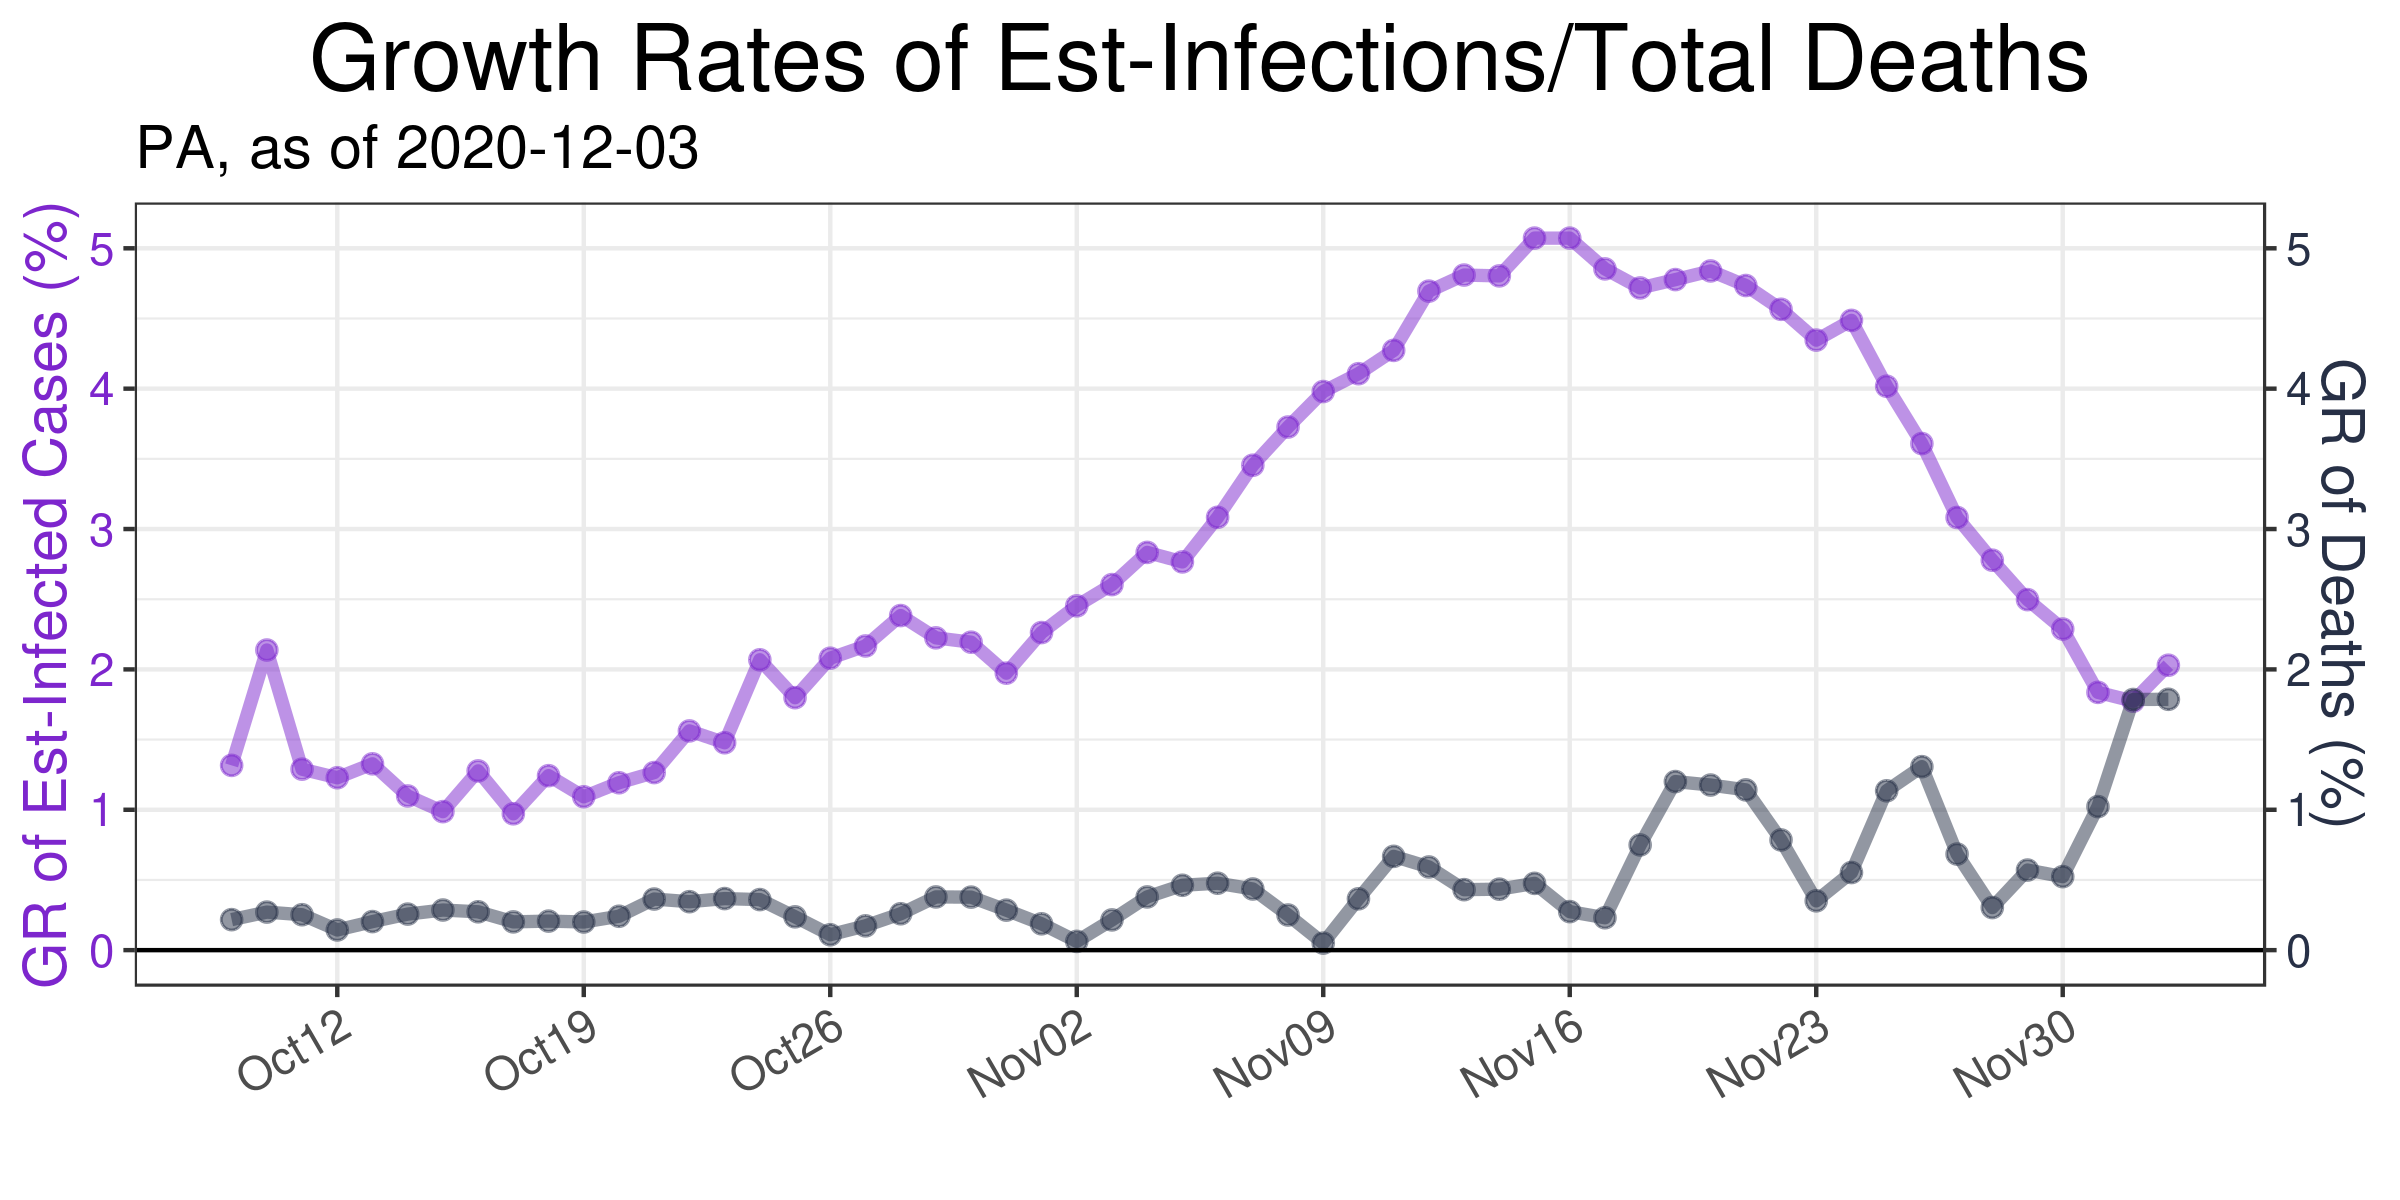 Growth Rates of Est-Infections/Total Deaths
PA, as of 2020-12-03
GR of Est-Infected Cases (%)
5
4
3
2
1
0
5
4
3
2
1
0
GR of Deaths (%)
Oct12
Oct19
Oct26
Nov02
Nov09
Nov16
Nov23
Nov30